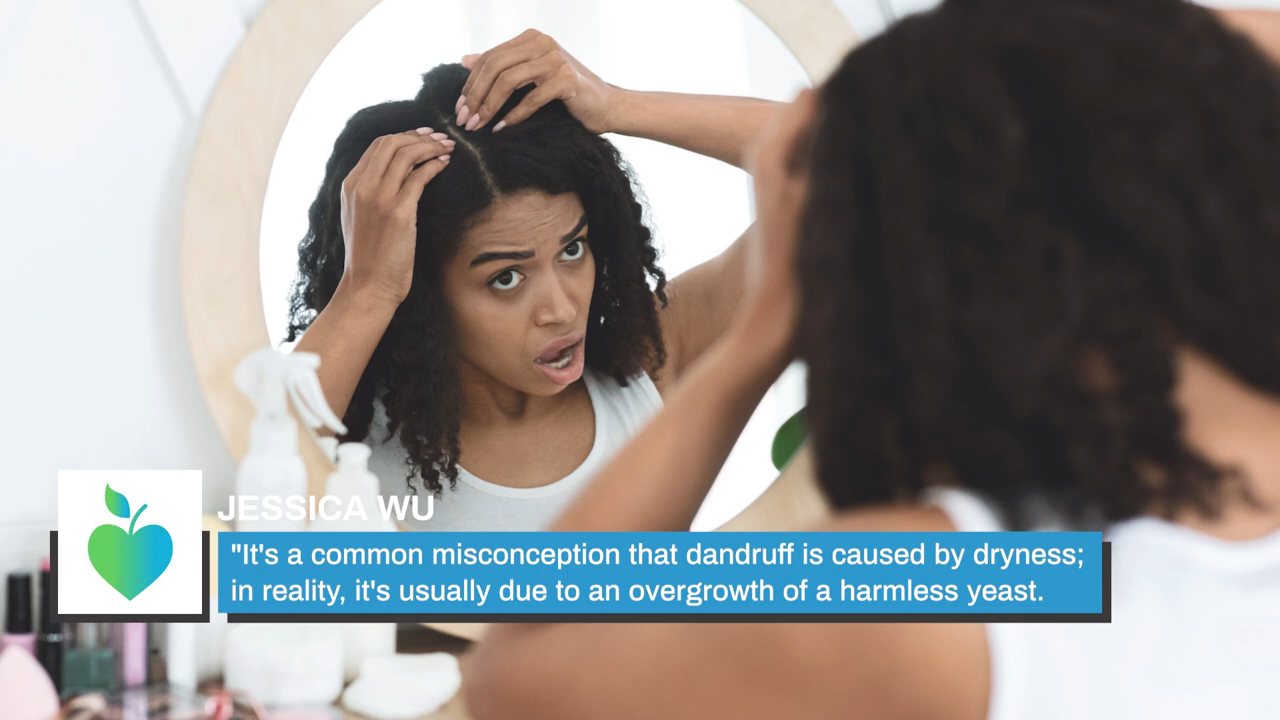 JESSICA WU
"It's a common misconception that dandruff is caused by dryness;
in reality, it's usually due to an overgrowth of a harmless yeast.